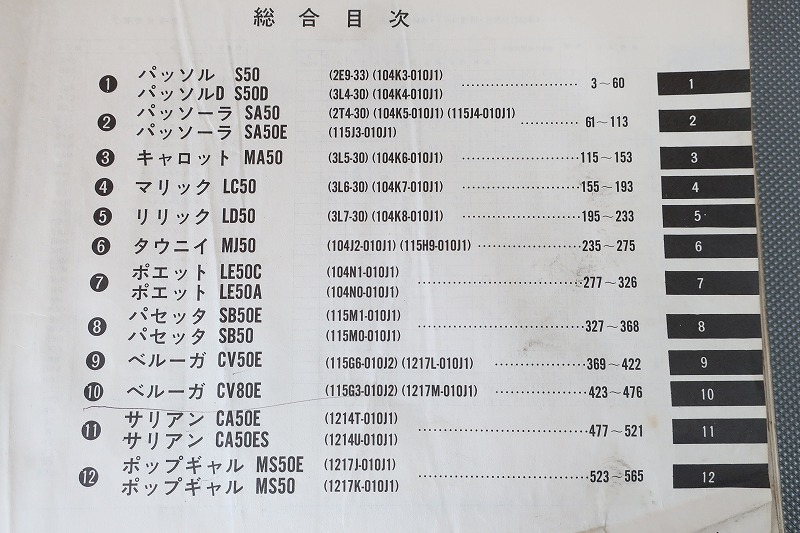 総合目次
❶ パッソル S50 (2E9-33) (104K3-010J1)
パッソルD S50D (3L4-30) (104K4-010J1) 3～60 1
❷ パッソーラ SA50 (2T4-30) (104K5-010J1) (115J4-010J1)
パッソーラ SA50E (115J3-010J1) 61～113 2
❸ キャロット MA50 (3L5-30) (104K6-010J1) 115～153 3
❹ マリック LC50 (3L6-30) (104K7-010J1) 155～193 4
❺ リリック LD50 (3L7-30) (104K8-010J1) 195～233 5
❻ タウニイ MJ50 (104J2-010J1) (115H9-010J1) 235～275 6
❼ ポエット LE50C (104N1-010J1)
ポエット LE50A (104N0-010J1) 277～326 7
❽ パセッタ SB50E (115M1-010J1)
パセッタ SB50 (115M0-010J1) 327～368 8
❾ ベルーガ CV50E (115G6-010J2) (1217L-010J1) 369～422 9
❿ ベルーガ CV80E (115G3-010J2) (1217M-010J1) 423～476 10
⓫ サリアン CA50E (1214T-010J1)
サリアン CA50ES (1214U-010J1) 477～521 11
⓬ ポップギャル MS50E (1217J-010J1)
ポップギャル MS50 (1217K-010J1) 523～565 12